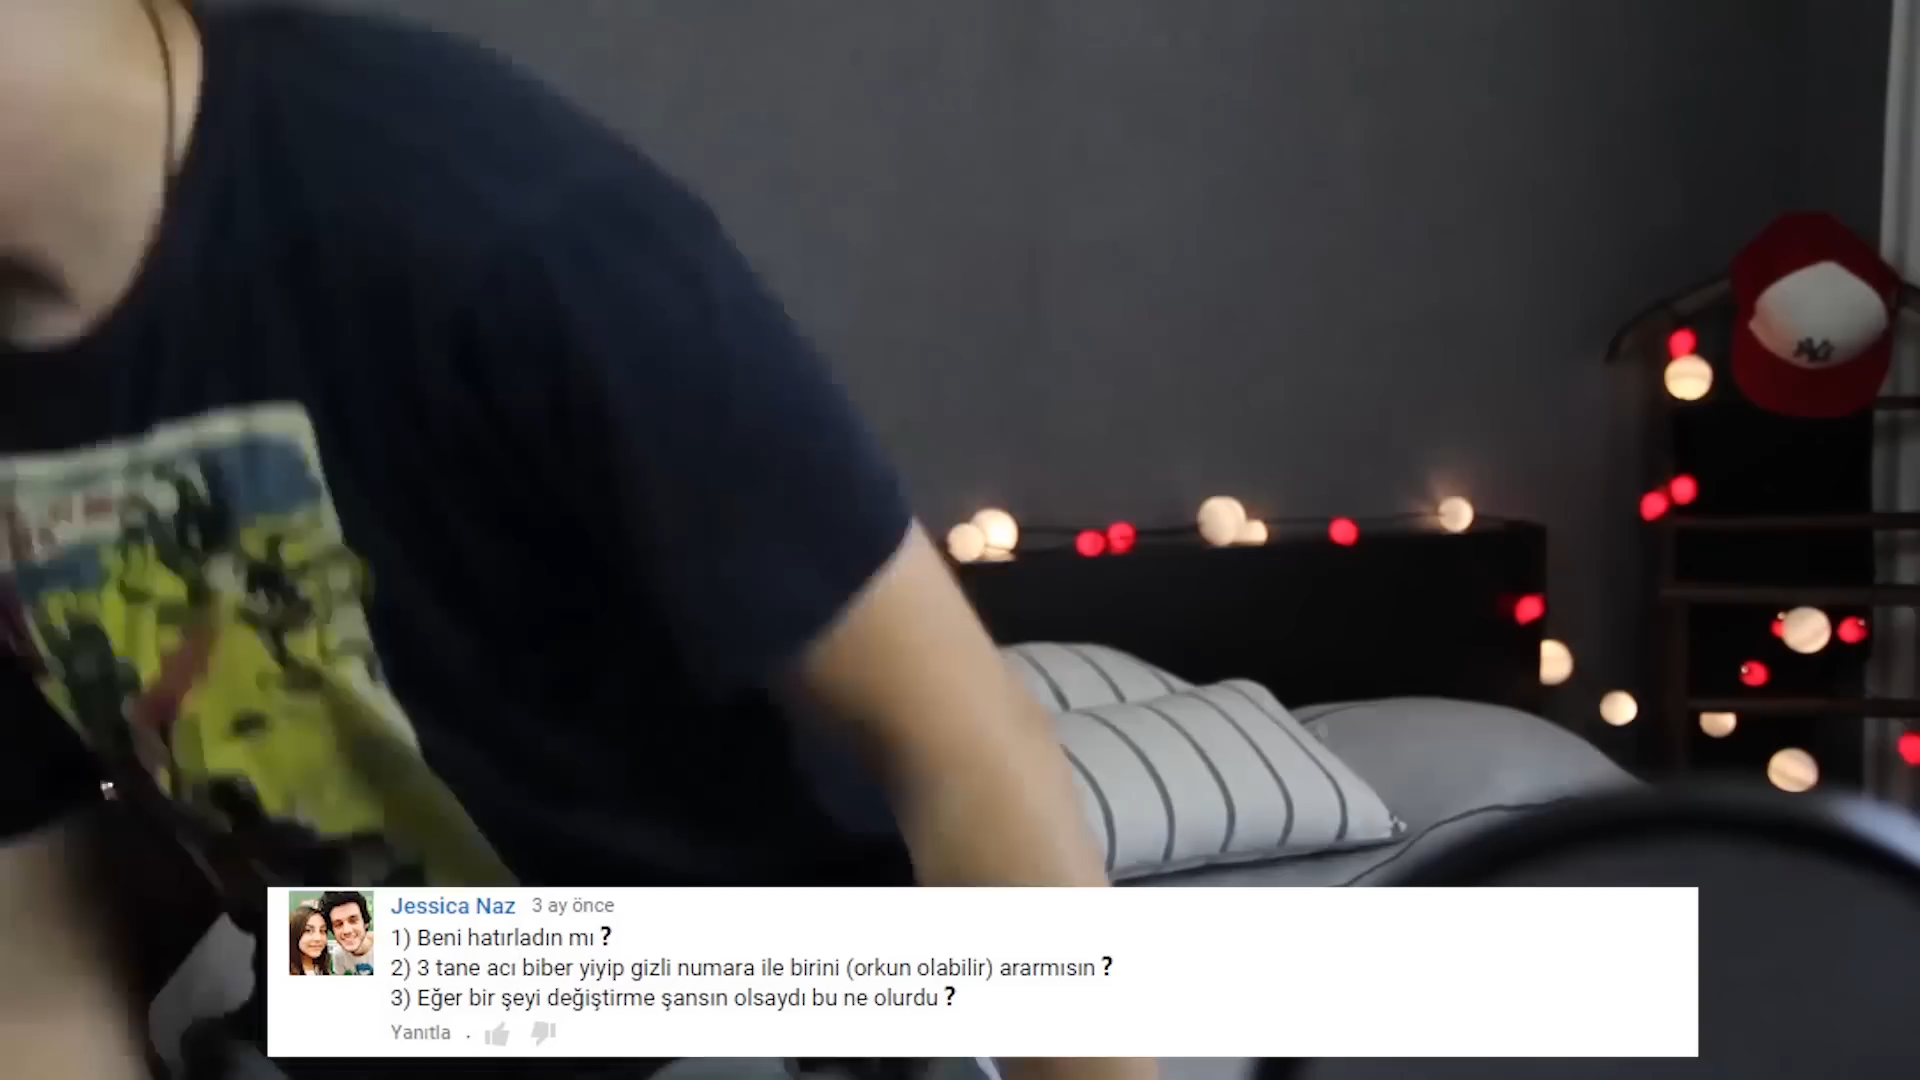 Jessica Naz 3 ay önce
1) Beni hatırladın mı ?
2) 3 tane acı biber yiyip gizli numara ile birini (orkun olabilir) ararmısın ?
3) Eğer bir şeyi değiştirme şansın olsaydı bu ne olurdu ?
Yanıtla .